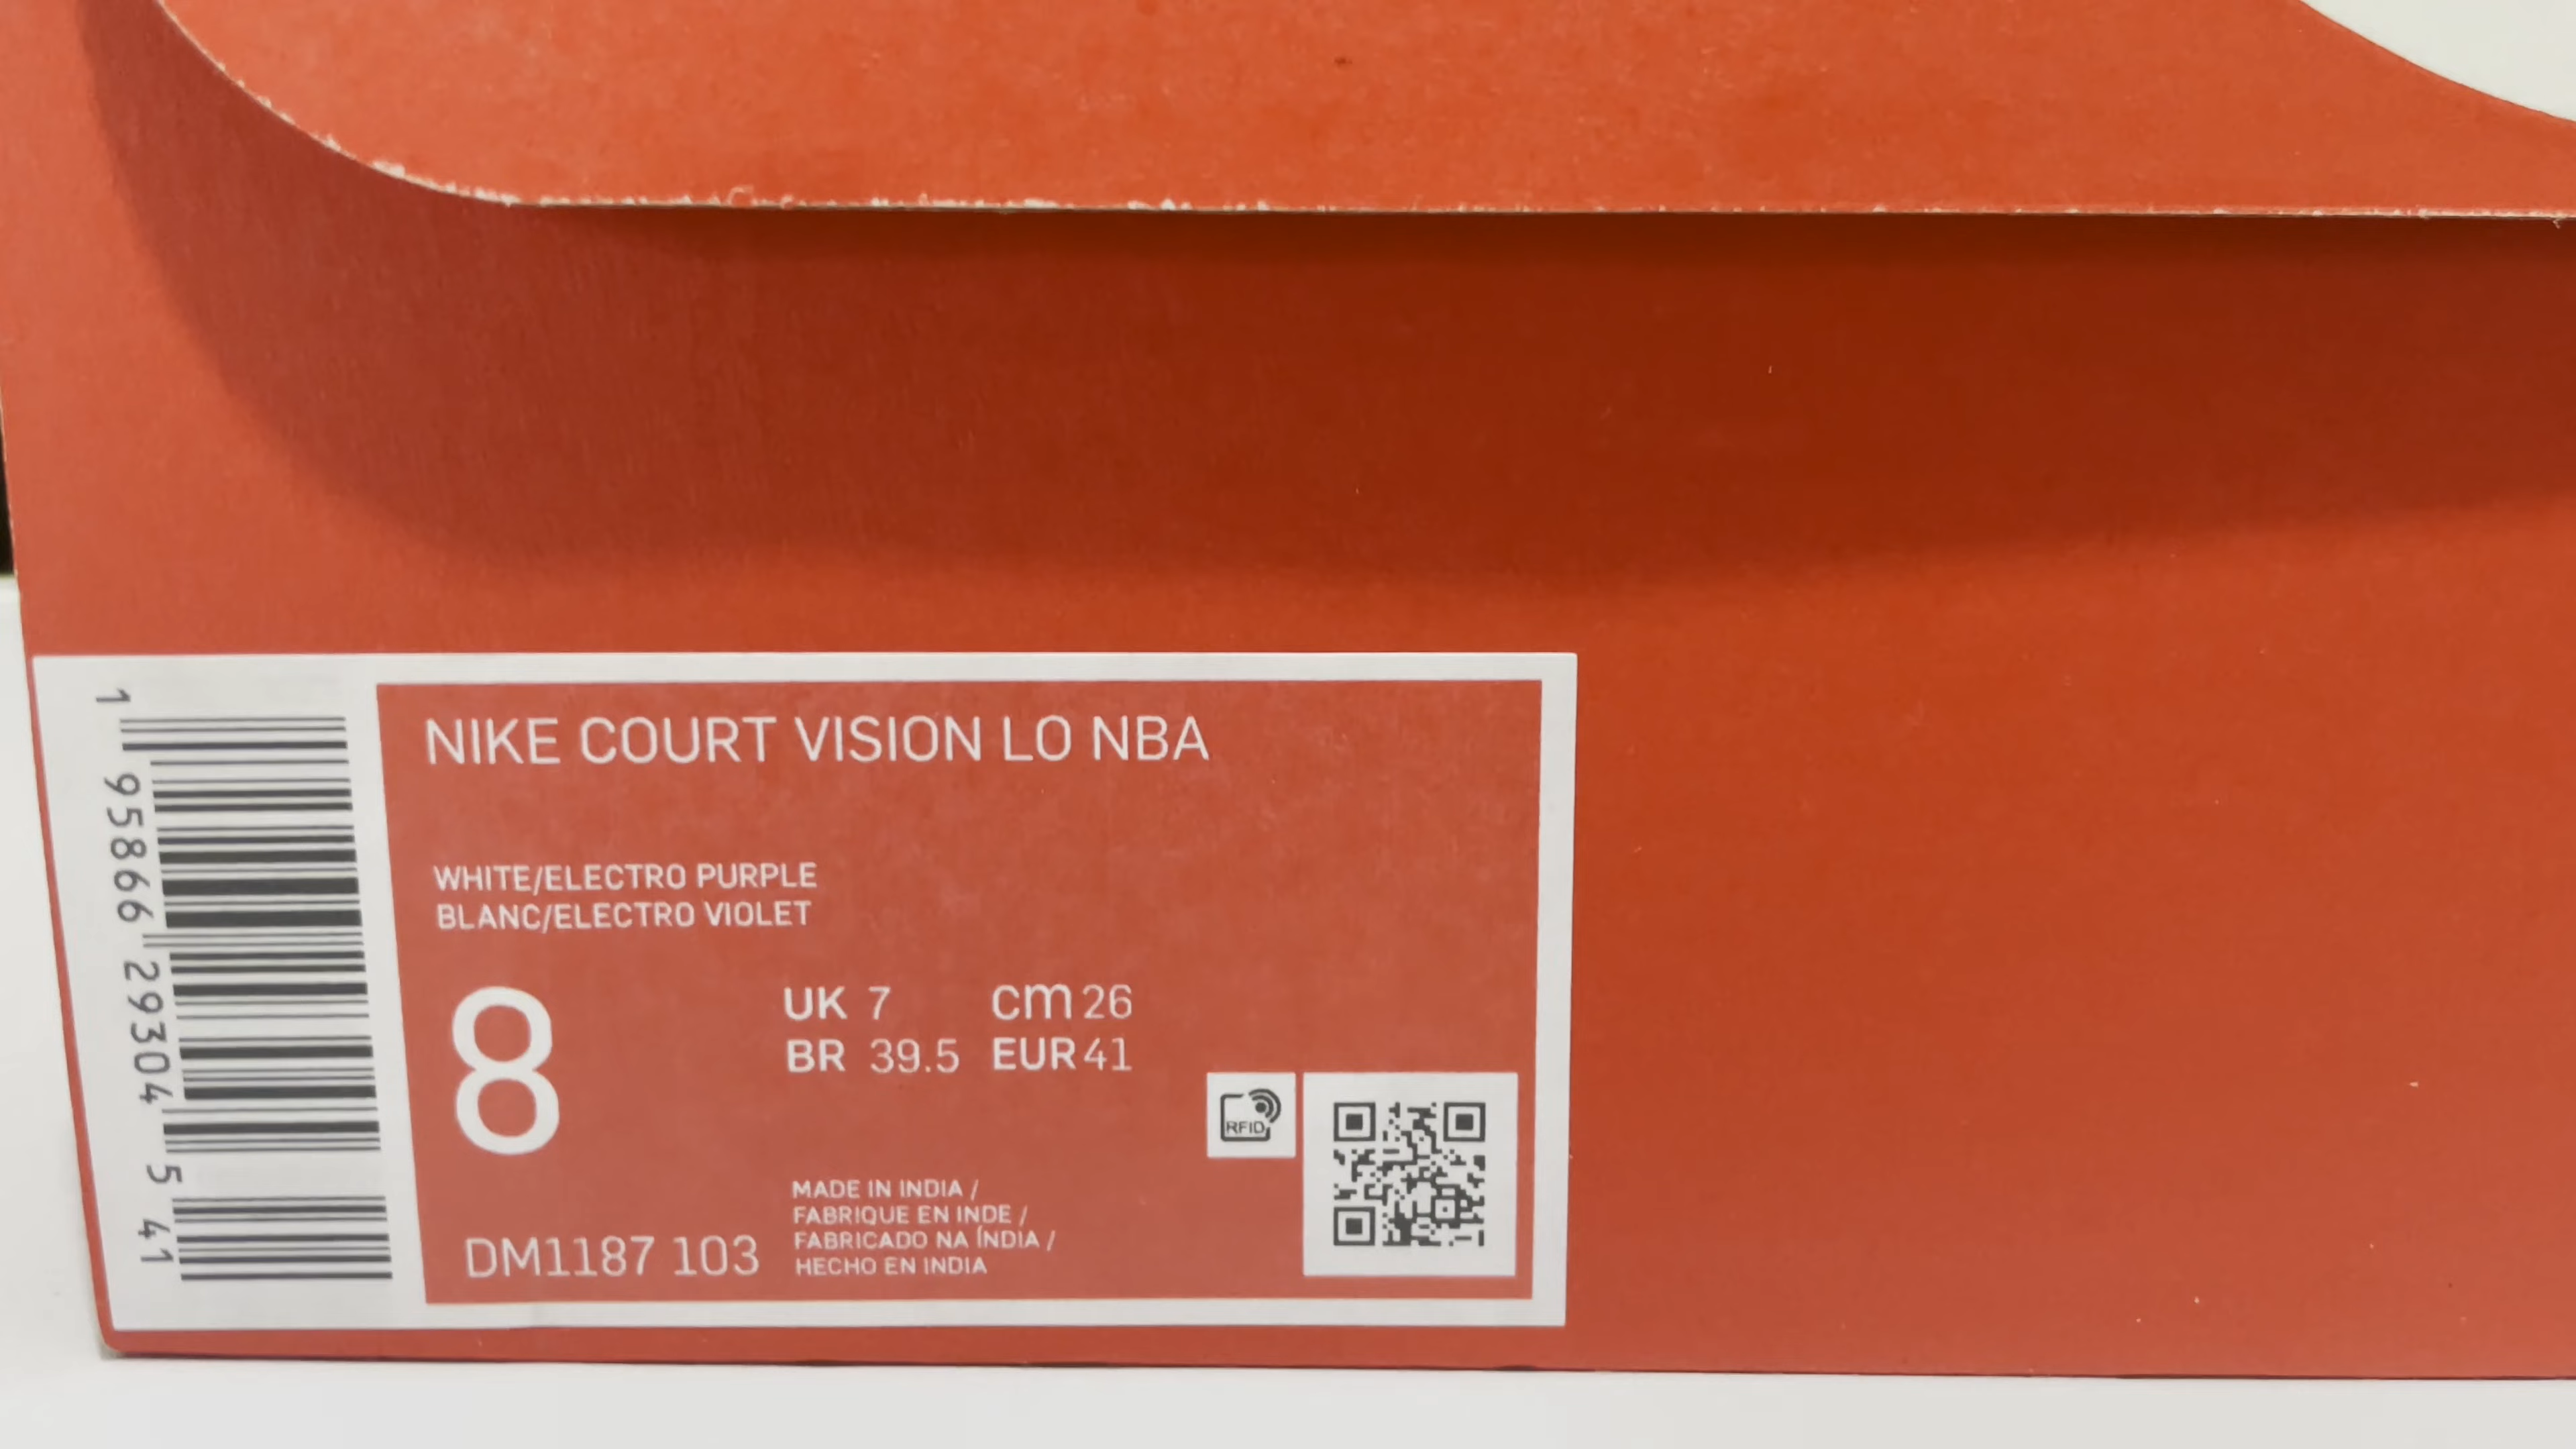 NIKE COURT VISION LO NBA
WHITE/ELECTRO PURPLE
BLANC/ELECTRO VIOLET
8
UK 7 cm 26
BR 39.5 EUR 41
RFID
MADE IN INDIA /
FABRIQUE EN INDE /
FABRICADO NA ÍNDIA /
HECHO EN INDIA
DM1187 103
1 95866 29304 5 41